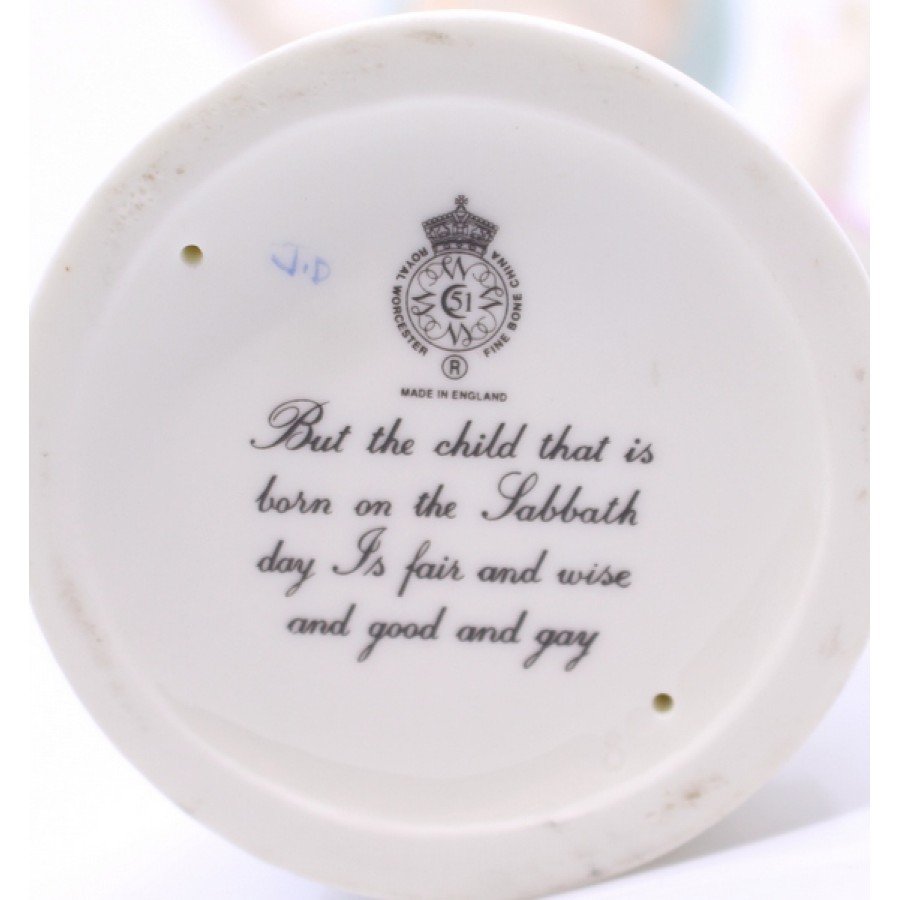 J.D
ROYAL WORCESTER FINE BONE CHINA
51
R
MADE IN ENGLAND
But the child that is
born on the Sabbath
day Is fair and wise
and good and gay